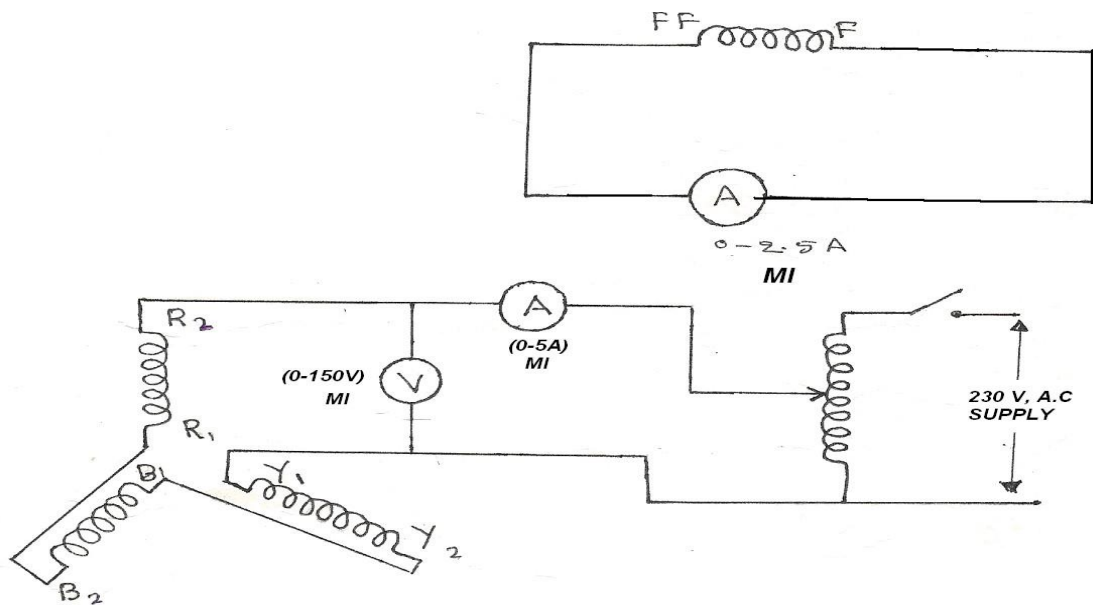 FF
F
A
0-2.5A
MI
R2
A
(0-5A)
MI
(0-150V)
MI
V
230 V, A.C
SUPPLY
R1
B1
Y1
Y2
B2